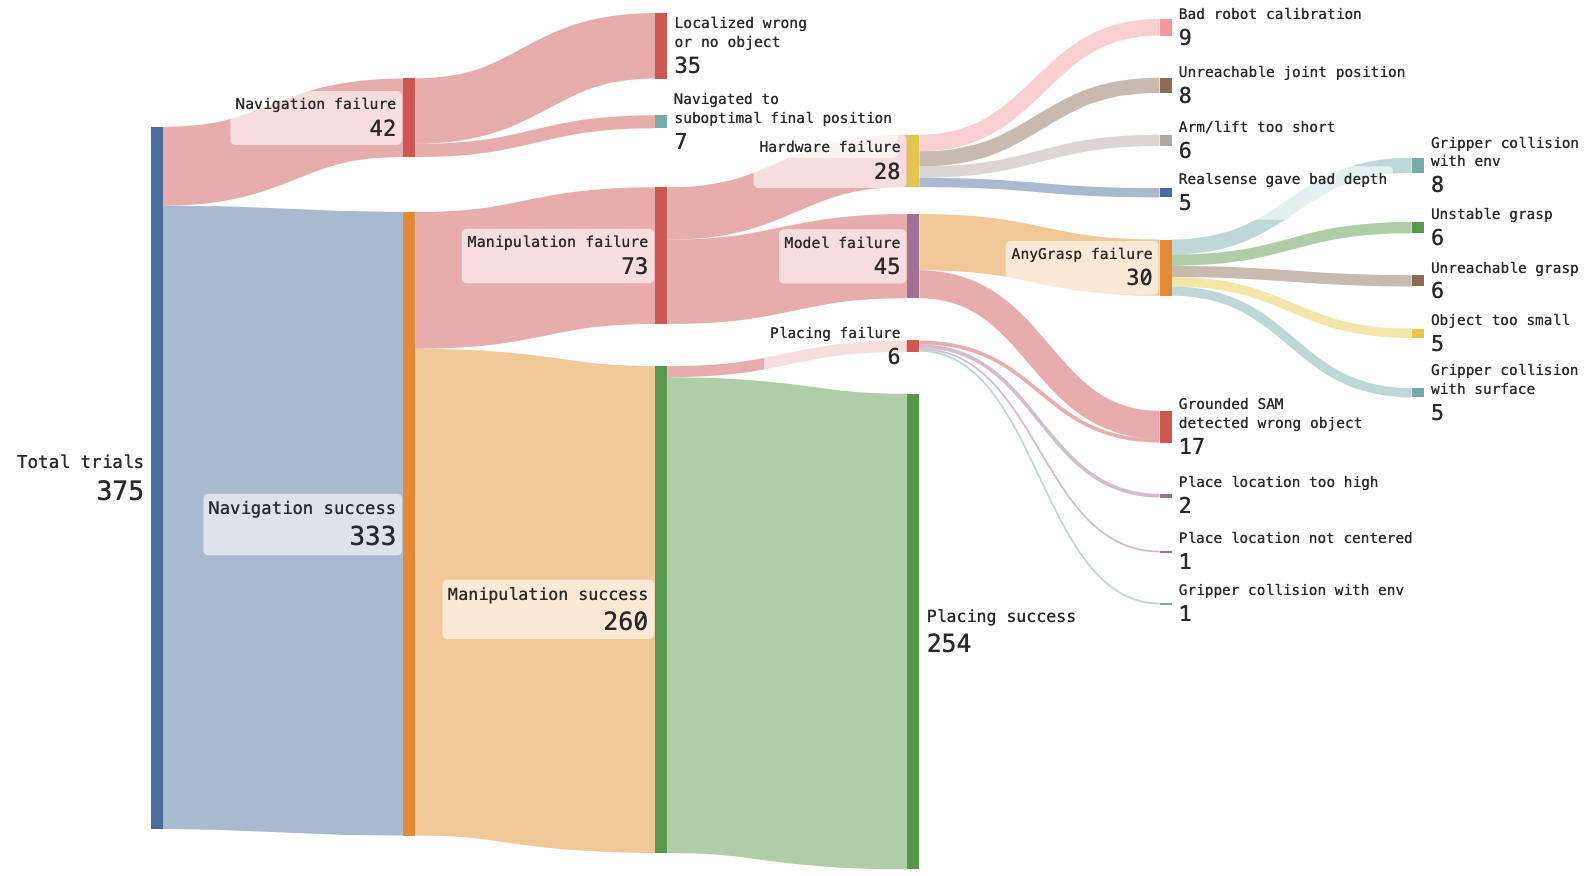 Total trials
375
Navigation failure
42
Navigation success
333
Localized wrong
or no object
35
Navigated to
suboptimal final position
7
Manipulation failure
73
Manipulation success
260
Hardware failure
28
Model failure
45
Placing failure
6
Placing success
254
Bad robot calibration
9
Unreachable joint position
8
Arm/lift too short
6
Realsense gave bad depth
5
AnyGrasp failure
30
Grounded SAM
detected wrong object
17
Place location too high
2
Place location not centered
1
Gripper collision with env
1
Gripper collision
with env
8
Unstable grasp
6
Unreachable grasp
6
Object too small
5
Gripper collision
with surface
5